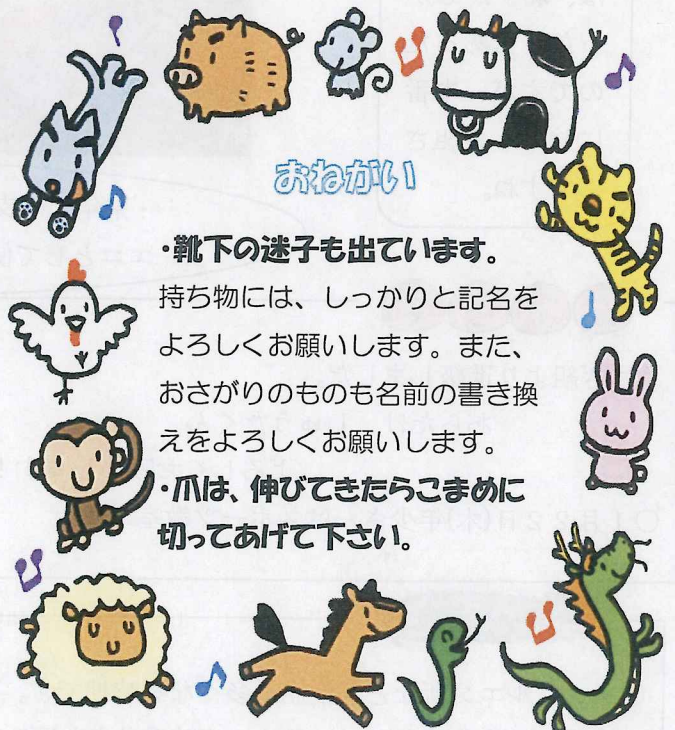 おねがい
・靴下の迷子も出ています。
持ち物には、しっかりと記名を
よろしくお願いします。また、
おさがりのものも名前の書き換
えをよろしくお願いします。
・爪は、伸びてきたらこまめに
切ってあげて下さい。